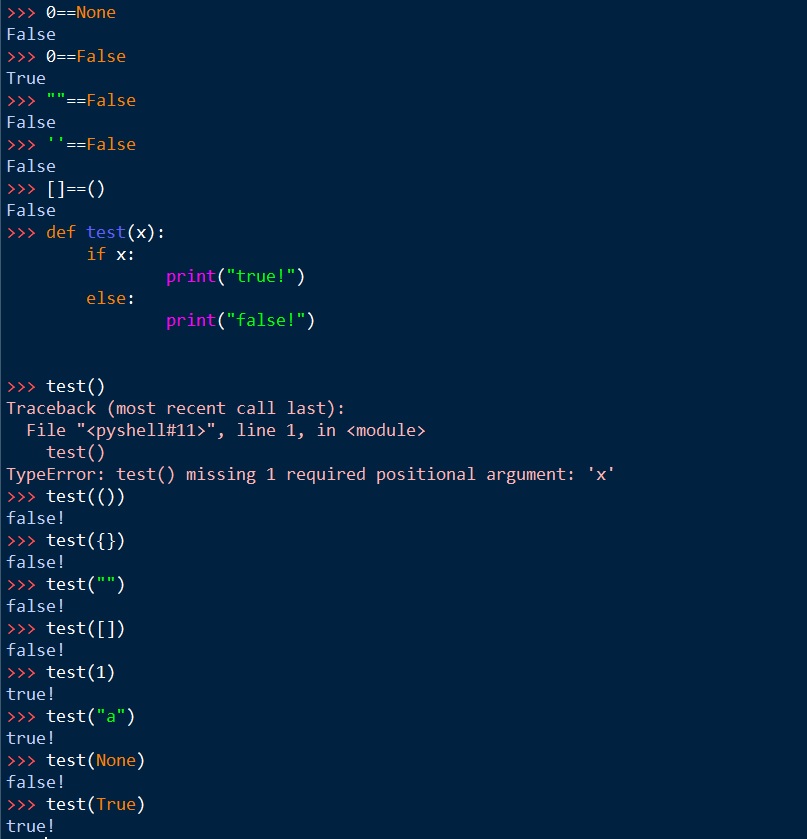 >>> 0==None
False
>>> 0==False
True
>>> ""==False
False
>>> ''==False
False
>>> []==()
False
>>> def test(x):
        if x:
                print("true!")
        else:
                print("false!")
>>> test()
Traceback (most recent call last):
  File "<pyshell#11>", line 1, in <module>
    test()
TypeError: test() missing 1 required positional argument: 'x'
>>> test(())
false!
>>> test({})
false!
>>> test("")
false!
>>> test([])
false!
>>> test(1)
true!
>>> test("a")
true!
>>> test(None)
false!
>>> test(True)
true!